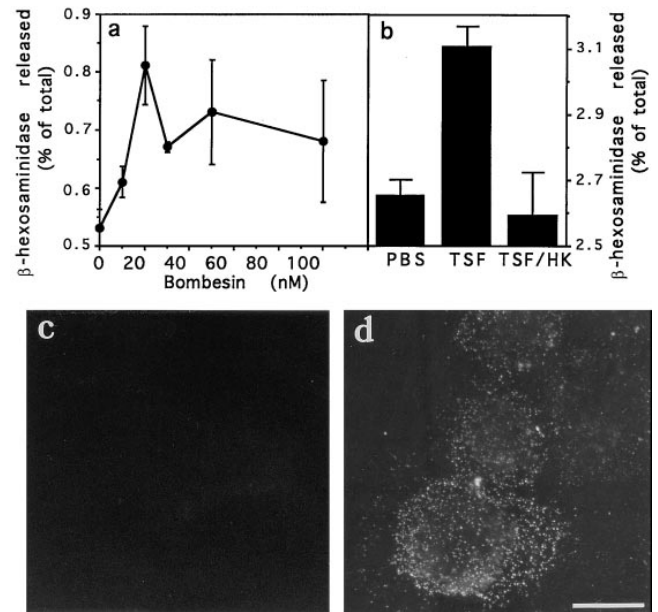 a
β-hexosaminidase released
(% of total)
0.9
0.8
0.7
0.6
0.5
0 20 40 60 80 100
Bombesin (nM)
b
3.1
2.9
2.7
2.5
β-hexosaminidase released
(% of total)
PBS TSF TSF/HK
c
d